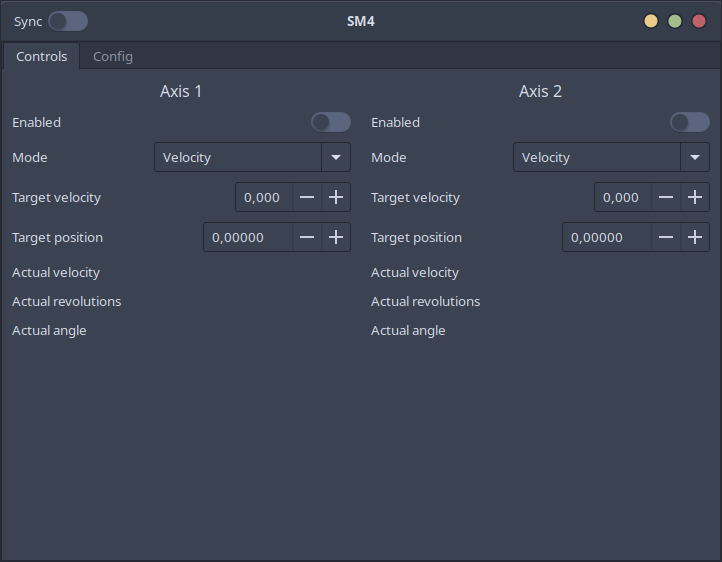 Sync SM4
Controls Config
Axis 1 Axis 2
Enabled Enabled
Mode Velocity Mode Velocity
Target velocity 0,000 Target velocity 0,000
Target position 0,00000 Target position 0,00000
Actual velocity Actual velocity
Actual revolutions Actual revolutions
Actual angle Actual angle